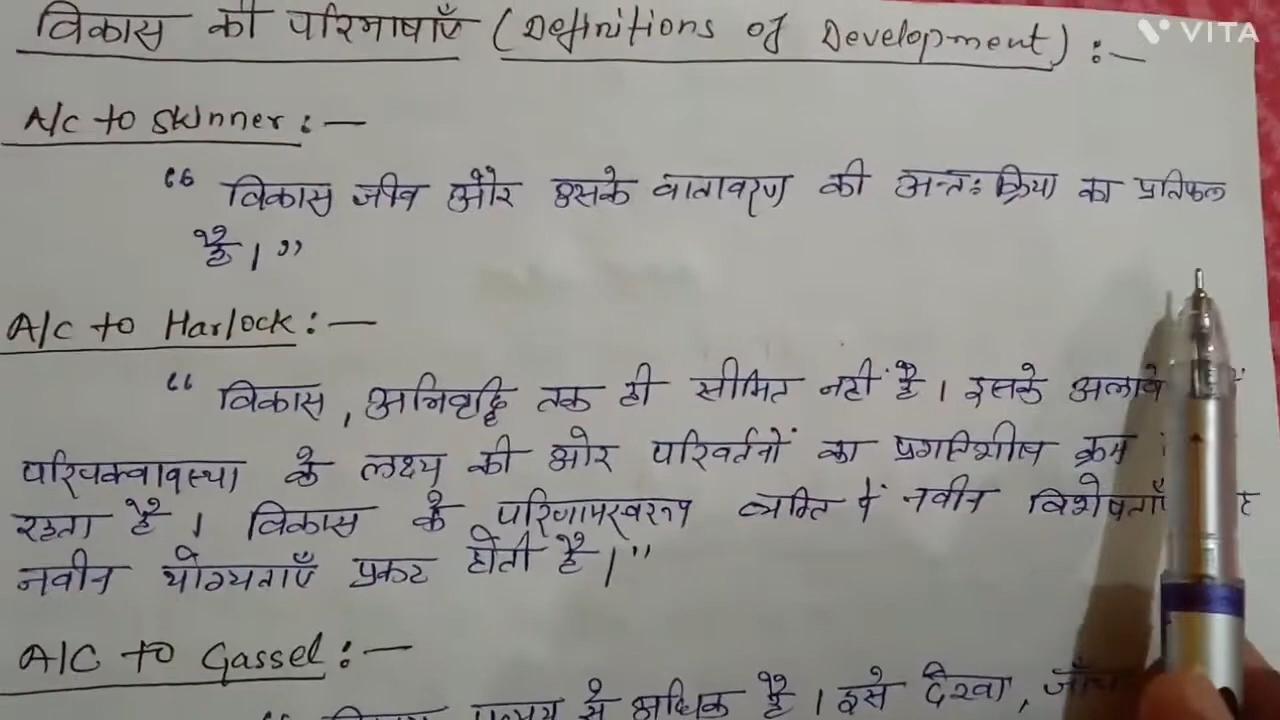 विकास की परिभाषाएँ (Definitions of Development) :-
VITA
A/c to Skinner :-
“ विकास जीव और उसके वातावरण की अन्तः क्रिया का प्रतिफल
है। ”
A/c to Harlock :-
“ विकास, अभिवृद्धि तक ही सीमित नहीं है। इसके
परिपक्वावस्था के लक्ष्य की ओर परिवर्तनों का प्रगतिशील क्रम
रहता है। विकास के परिणामस्वरूप व्यक्ति में नवीन विशेषताएँ
नवीन योग्यताएँ प्रकट होती है। ”
A/C to Gassel :-
से अधिक है। इसे देखा,